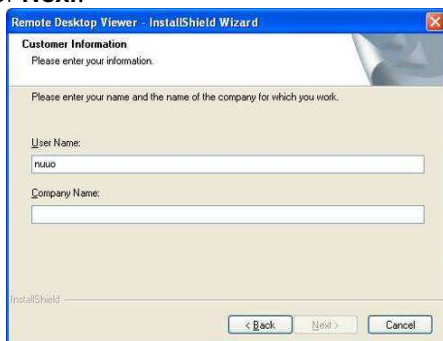 Remote Desktop Viewer - InstallShield Wizard
Customer Information
Please enter your information.
Please enter your name and the name of the company for which you work.
User Name:
nuuo
Company Name:
InstallShield
< Back Next > Cancel